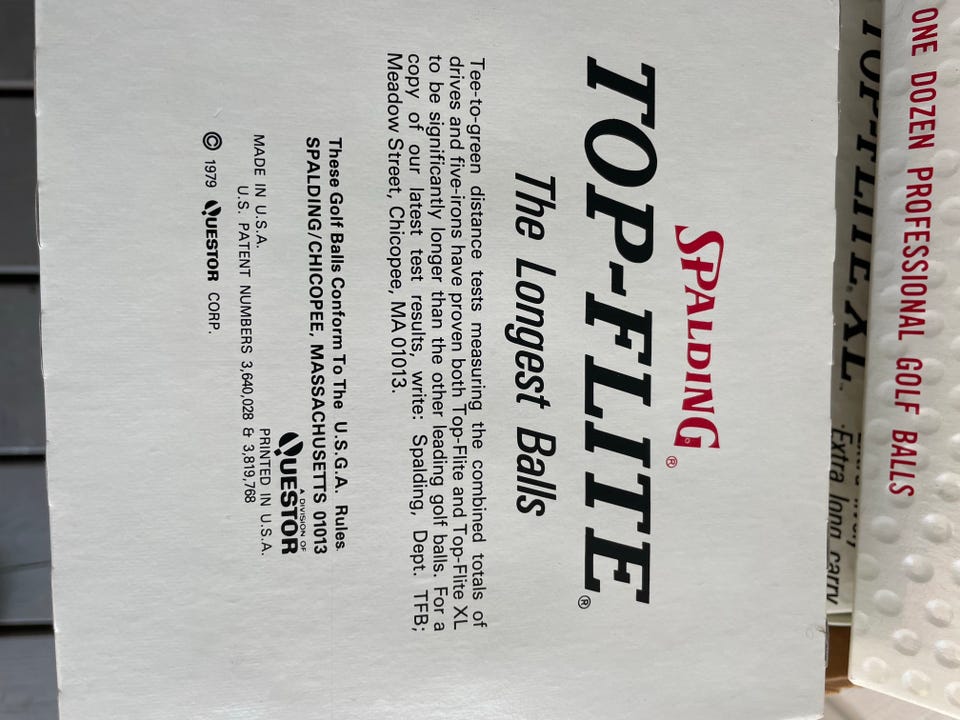 ONE DOZEN PROFESSIONAL GOLF BALLS
TOP-FLITE XL™
·Extra long carry
SPALDING®
TOP-FLITE®
The Longest Balls
Tee-to-green distance tests measuring the combined totals of
drives and five-irons have proven both Top-Flite and Top-Flite XL
to be significantly longer than the other leading golf balls. For a
copy of our latest test results, write: Spalding, Dept. TFB;
Meadow Street, Chicopee, MA 01013.
These Golf Balls Conform To The U.S.G.A. Rules
SPALDING/CHICOPEE, MASSACHUSETTS 01013
A DIVISION OF
QUESTOR
MADE IN U.S.A. PRINTED IN U.S.A.
U.S. PATENT NUMBERS 3,640,028 & 3,819,768
© 1979 QUESTOR CORP.